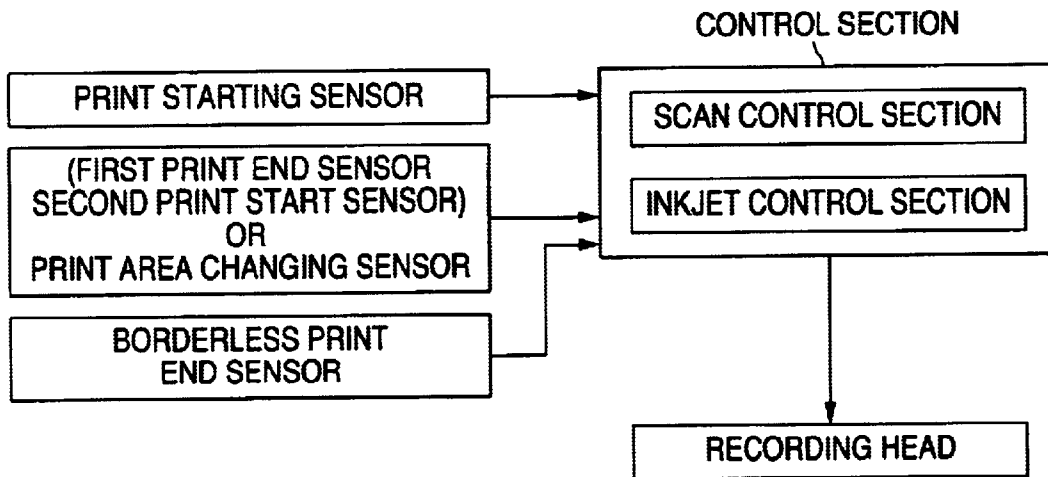 CONTROL SECTION
PRINT STARTING SENSOR
SCAN CONTROL SECTION
(FIRST PRINT END SENSOR
SECOND PRINT START SENSOR)
OR
PRINT AREA CHANGING SENSOR
INKJET CONTROL SECTION
BORDERLESS PRINT
END SENSOR
RECORDING HEAD